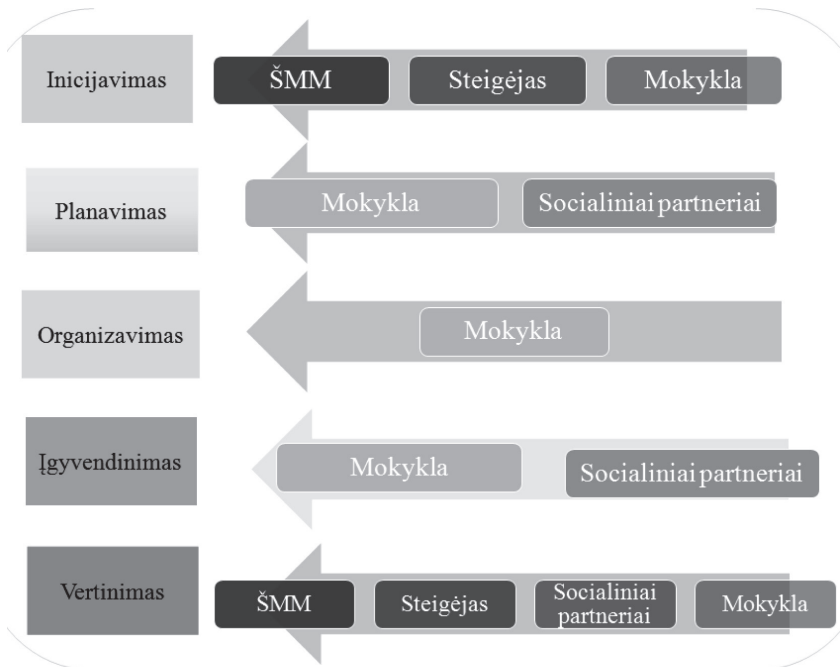 Inicijavimas
ŠMM
Steigėjas
Mokykla
Planavimas
Mokykla
Socialiniai partneriai
Organizavimas
Mokykla
Įgyvendinimas
Mokykla
Socialiniai partneriai
Vertinimas
ŠMM
Steigėjas
Socialiniai
partneriai
Mokykla